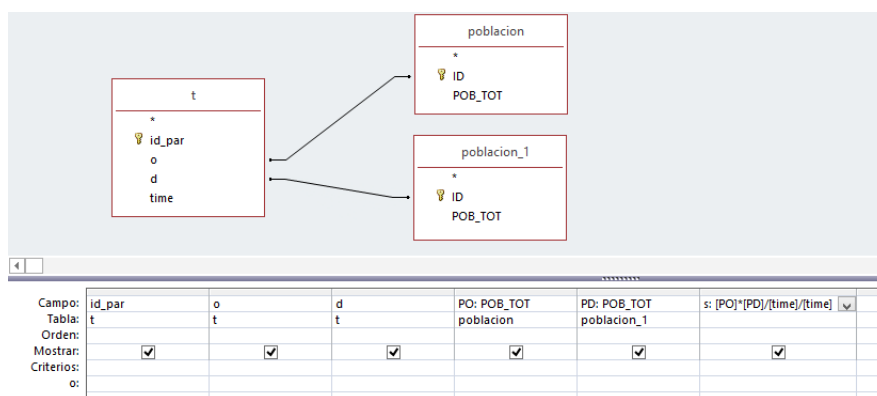 poblacion
*
ID
POB_TOT
t
*
id_par
o
d
time
poblacion_1
*
ID
POB_TOT
Campo: id_par o d PO: POB_TOT PD: POB_TOT s: [PO]*[PD]/[time]/[time]
Tabla: t t t poblacion poblacion_1
Orden:
Mostrar:
Criterios:
o: